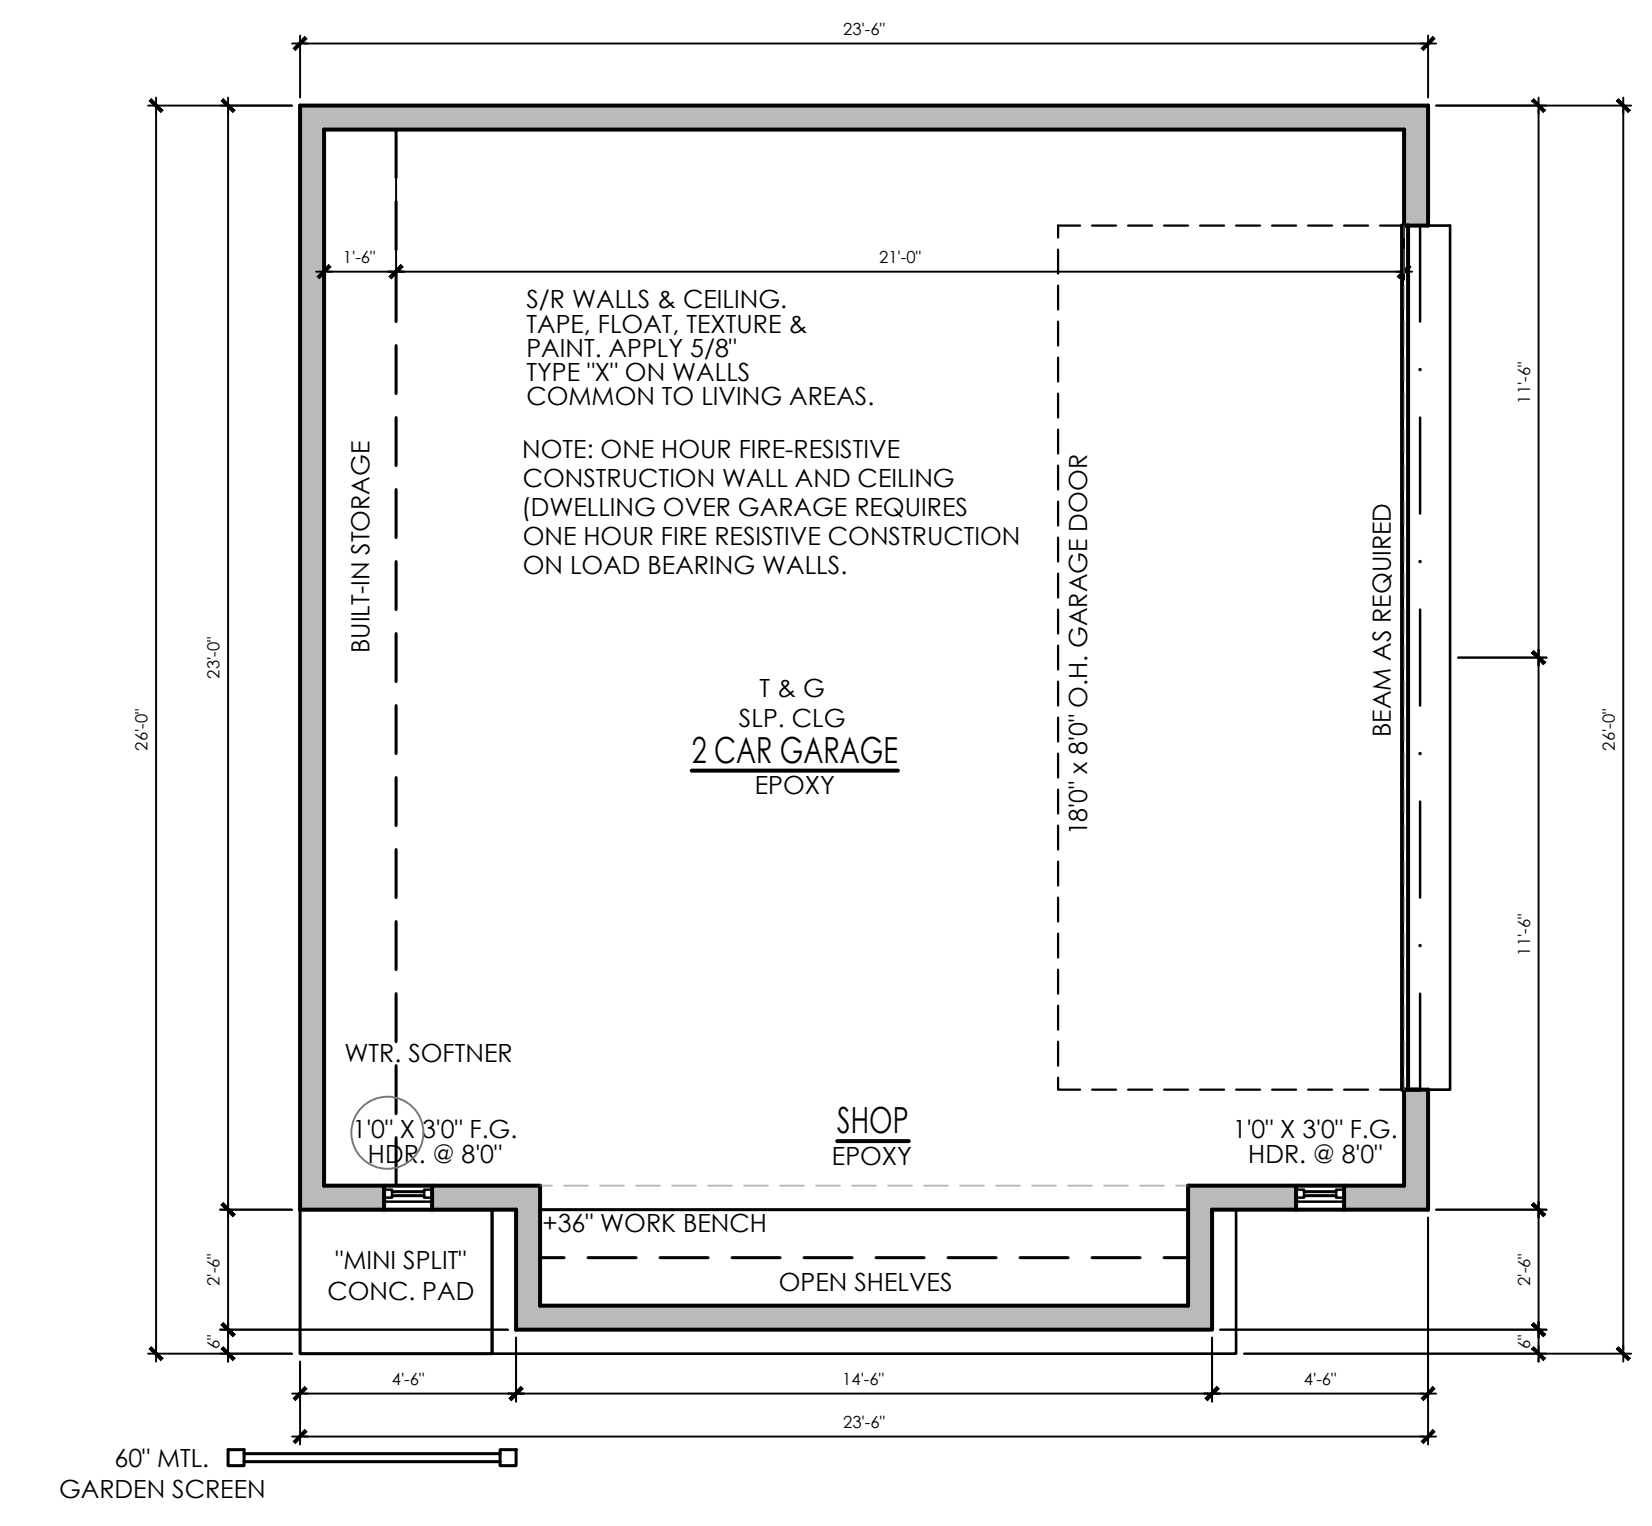 23'-6"
1'-6"
21'-0"
S/R WALLS & CEILING.
TAPE, FLOAT, TEXTURE &
PAINT. APPLY 5/8"
TYPE "X" ON WALLS
COMMON TO LIVING AREAS.
NOTE: ONE HOUR FIRE-RESISTIVE
CONSTRUCTION WALL AND CEILING
(DWELLING OVER GARAGE REQUIRES
ONE HOUR FIRE RESISTIVE CONSTRUCTION
ON LOAD BEARING WALLS.
26'-0"
23'-0"
BUILT-IN STORAGE
18'0" x 8'0" O.H. GARAGE DOOR
BEAM AS REQUIRED
11'-6"
26'-0"
T & G
SLP. CLG
2 CAR GARAGE
EPOXY
11'-6"
WTR. SOFTNER
1'0" X 3'0" F.G.
HDR. @ 8'0"
SHOP
EPOXY
1'0" X 3'0" F.G.
HDR. @ 8'0"
+36" WORK BENCH
OPEN SHELVES
"MINI SPLIT"
CONC. PAD
2'-6"
6"
2'-6"
6"
4'-6"
14'-6"
4'-6"
23'-6"
60" MTL.
GARDEN SCREEN